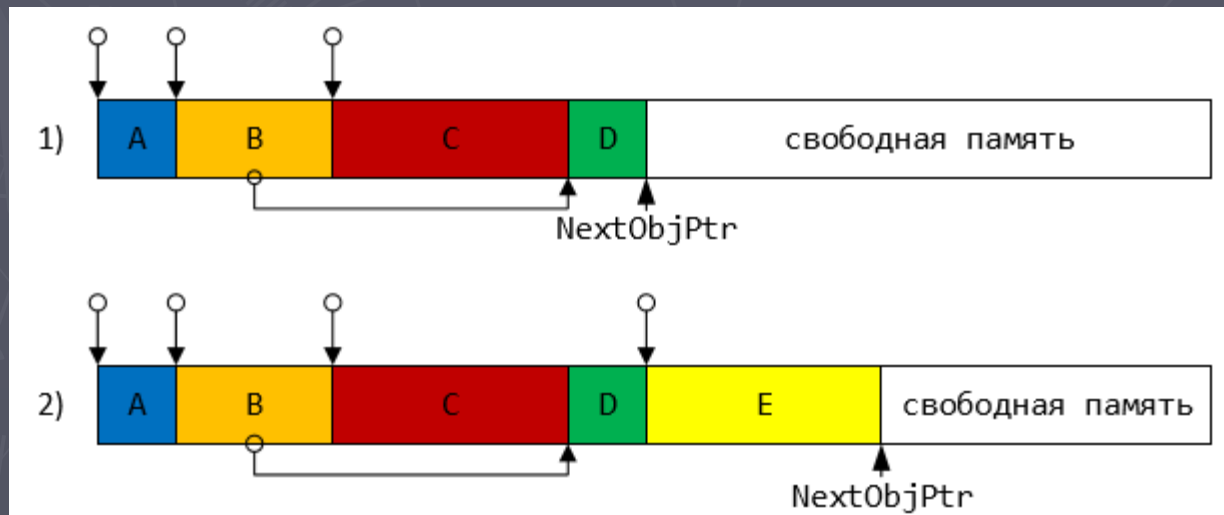 1) A B C D свободная память
NextObjPtr
2) A B C D E свободная память
NextObjPtr